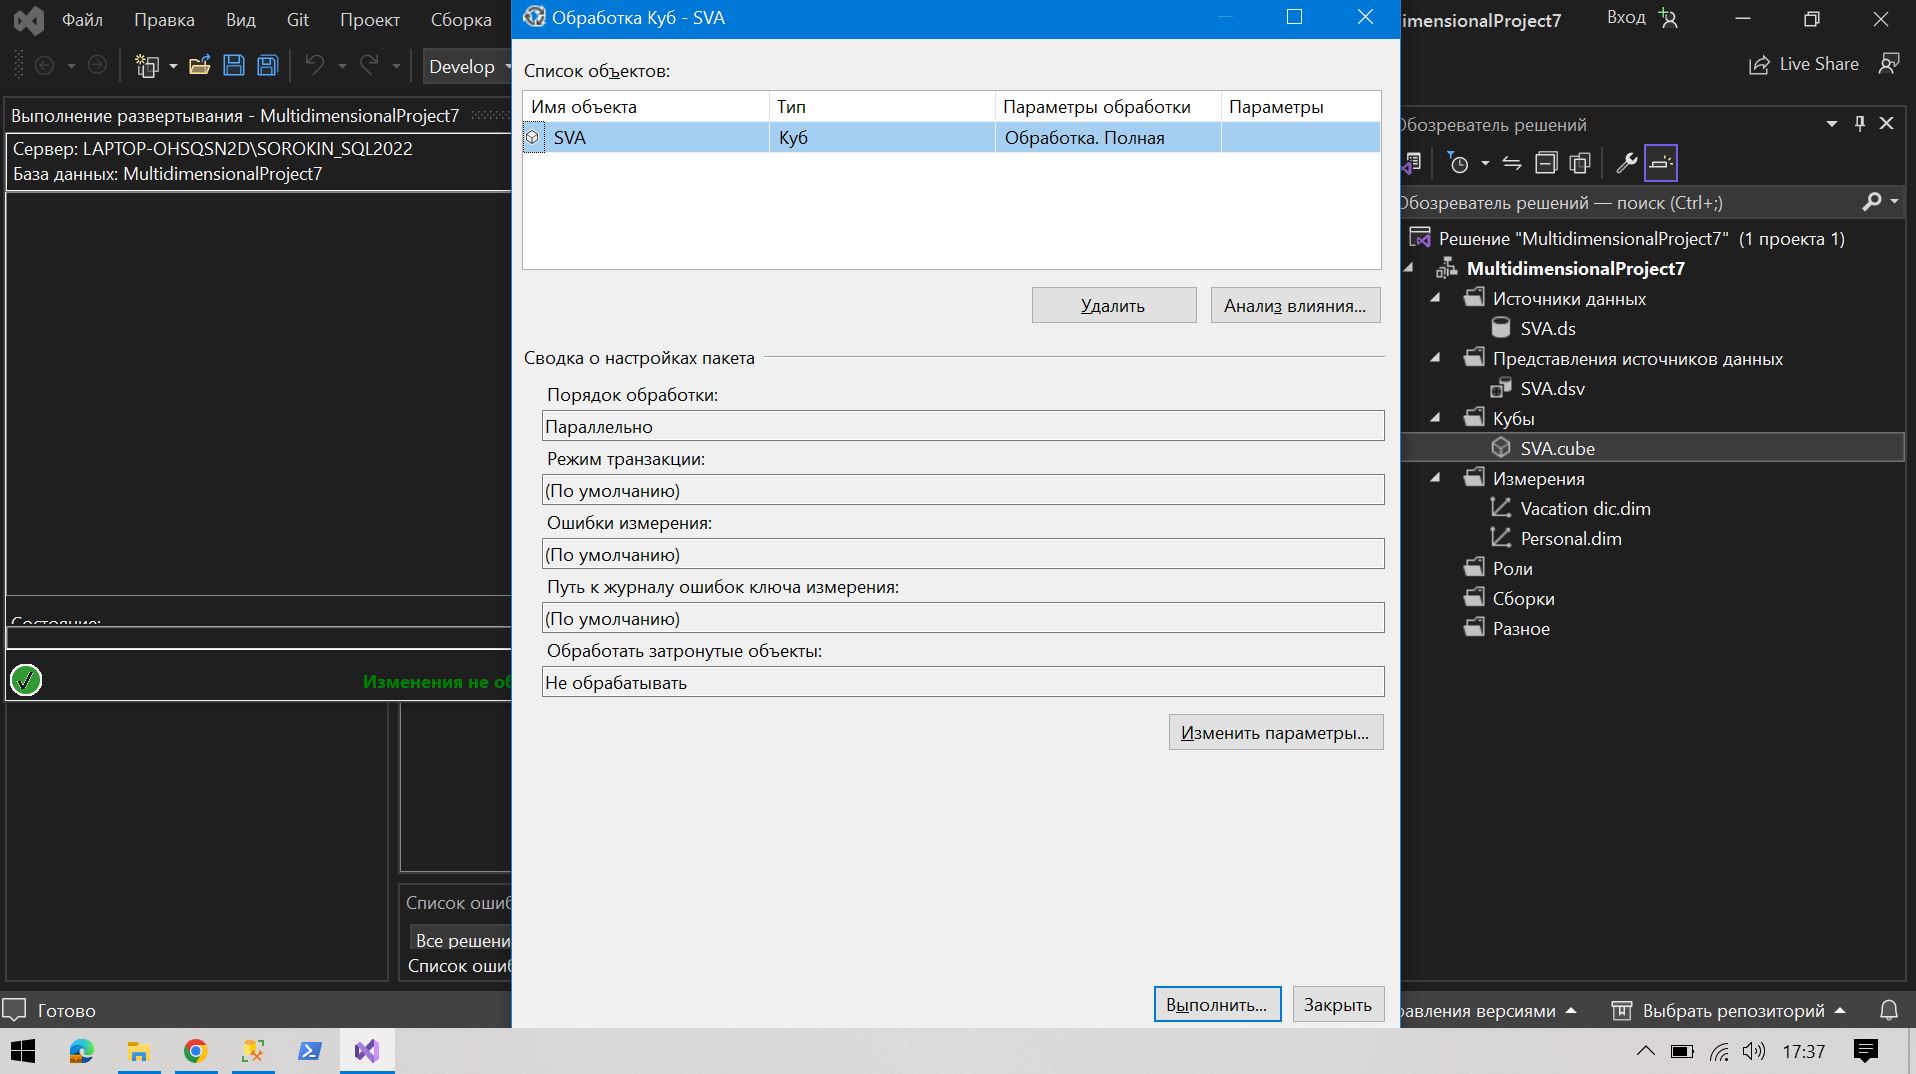 Файл Правка Вид Git Проект Сборка
Обработка Куб - SVA
imensionalProject7
Вход
Develop
Live Share
Выполнение развертывания - MultidimensionalProject7
Сервер: LAPTOP-OHSQSN2D\SOROKIN_SQL2022
База данных: MultidimensionalProject7
Состояние:
Изменения не об
Список ошиб
Все решени
Список ошиб
Список объектов:
Имя объекта Тип Параметры обработки Параметры
SVA Куб Обработка. Полная
Удалить Анализ влияния...
Сводка о настройках пакета
Порядок обработки:
Параллельно
Режим транзакции:
(По умолчанию)
Ошибки измерения:
(По умолчанию)
Путь к журналу ошибок ключа измерения:
(По умолчанию)
Обработать затронутые объекты:
Не обрабатывать
Изменить параметры...
Выполнить... Закрыть
Обозреватель решений
Обозреватель решений — поиск (Ctrl+;)
Решение "MultidimensionalProject7" (1 проекта 1)
MultidimensionalProject7
Источники данных
SVA.ds
Представления источников данных
SVA.dsv
Кубы
SVA.cube
Измерения
Vacation dic.dim
Personal.dim
Роли
Сборки
Разное
Готово
равления версиями Выбрать репозиторий
17:37